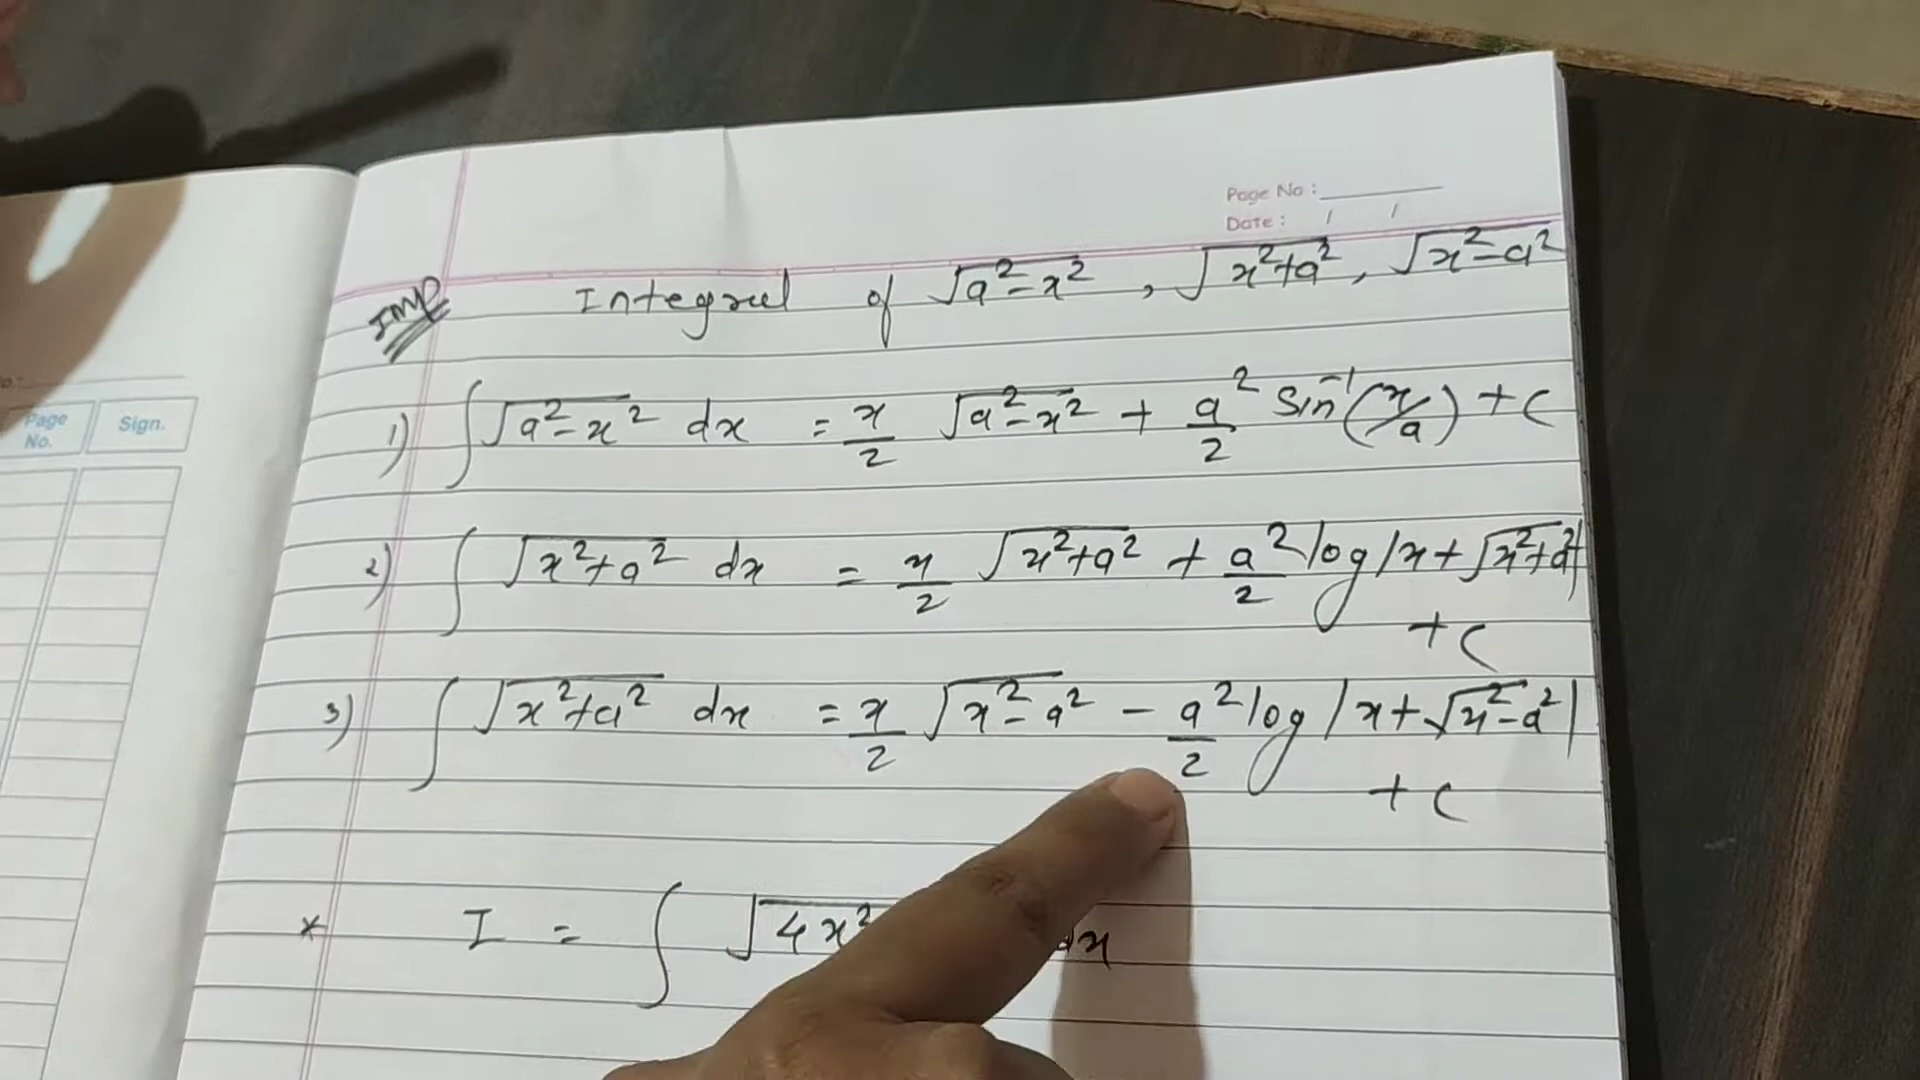 Page No :
Date : / /
IMP Integral of √a²-x² , √x²+a² , √x²-a²
1) ∫√a²-x² dx = x/2 √a²-x² + a²/2 sin⁻¹(x/a) + c
2) ∫ √x²+a² dx = x/2 √x²+a² + a²/2 log |x+√x²+a²|
+ c
3) ∫ √x²+a² dx = x/2 √x²-a² - a²/2 log |x+√x²-a²|
+ c
* I = ∫ √4x² dx
Page
No.
Sign.